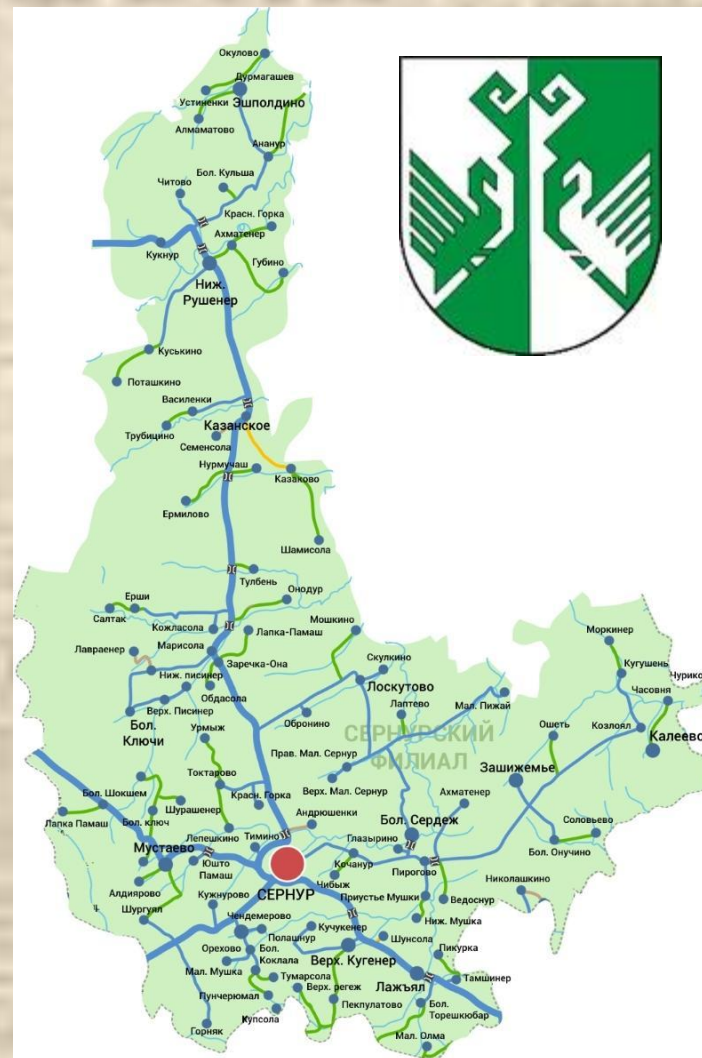 Окулово
Дурмагашев
Устиненки
Эшполдино
Алмаматово
Ананур
Бол. Кульша
Читово
Красн. Горка
Ахматенер
Кукнур
Губино
Ниж.
Рушенер
Куськино
Поташкино
Василенки
Казанское
Трубицино
Семенсола
Нурмучаш
Казаково
Ермилово
Шамисола
Тулбень
Онодур
Ерши
Салтак
Кожласола
Лапка-Памаш
Мошкино
Моркинер
Лавраенер
Марисола
Скулкино
Кугушень
Заречка-Она
Чурико
Ниж. писинер
Лоскутово
Часовня
Обдасола
Лаптево
Мал. Пижай
Верх. Писинер
Обронино
Ошеть
Козлоял
Бол.
Ключи
Урмыж
СЕРНУРСКИЙ
ФИЛИАЛ
Калеево
Прав. Мал. Сернур
Зашижемье
Токтарово
Верх. Мал. Сернур
Бол. Шокшем
Красн. Горка
Ахматенер
Шурашенер
Андрюшенки
Лапка Памаш
Бол. ключ
Бол. Сердеж
Соловьево
Лепешкино
Тимино
Глазырино
Мустаево
Бол. Онучино
Юшто
Памаш
Кочанур
Пирогово
Чибыж
Николашкино
Алдиярово
СЕРНУР
Приустье Мушки
Ведоснур
Кужнурово
Шургуял
Чендемерово
Кучукенер
Ниж. Мушка
Полашнур
Шунсола
Орехово
Бол.
Коклала
Верх. Кугенер
Пикурка
Мал. Мушка
Тумарсола
Лажъял
Тамшинер
Верх. регеж
Пунчерюмал
Пекпулатово
Бол.
Торешкюбар
Купсола
Горняк
Мал. Олма